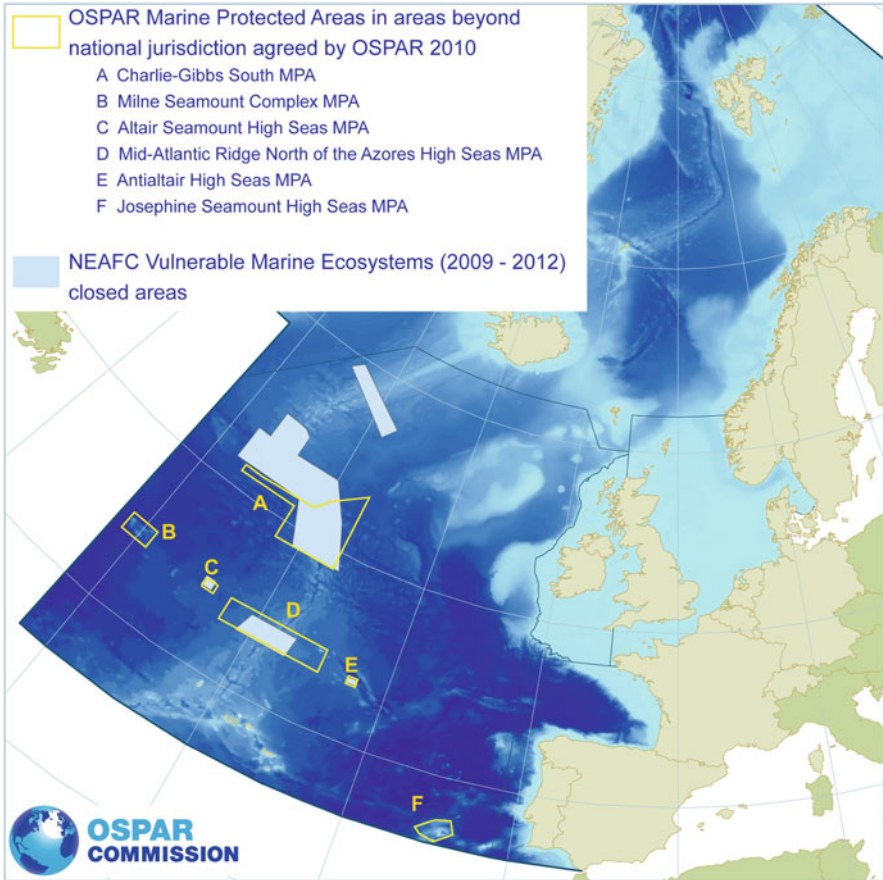 OSPAR Marine Protected Areas in areas beyond
national jurisdiction agreed by OSPAR 2010
A Charlie-Gibbs South MPA
B Milne Seamount Complex MPA
C Altair Seamount High Seas MPA
D Mid-Atlantic Ridge North of the Azores High Seas MPA
E Antialtair High Seas MPA
F Josephine Seamount High Seas MPA
NEAFC Vulnerable Marine Ecosystems (2009 - 2012)
closed areas
A
B
C
D
E
F
OSPAR
COMMISSION